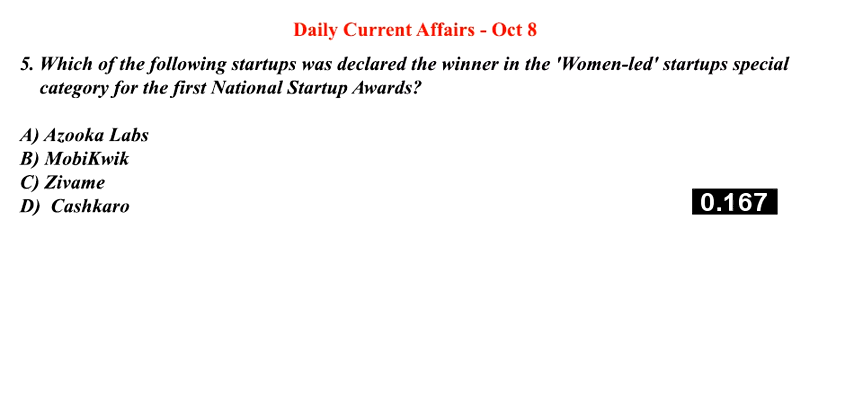 Daily Current Affairs - Oct 8
5. Which of the following startups was declared the winner in the 'Women-led' startups special
category for the first National Startup Awards?
A) Azooka Labs
B) MobiKwik
C) Zivame
D) Cashkaro
0.167